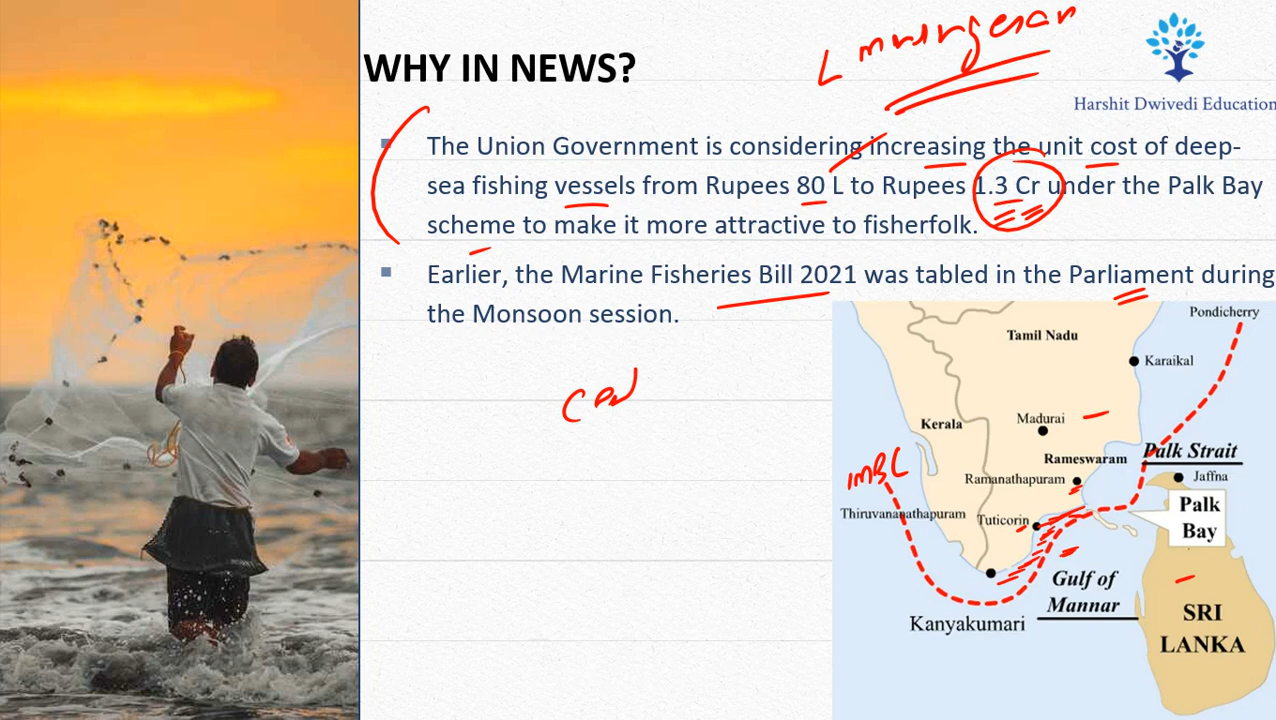 WHY IN NEWS?
Harshit Dwivedi Education
The Union Government is considering increasing the unit cost of deep-
sea fishing vessels from Rupees 80 L to Rupees 1.3 Cr under the Palk Bay
scheme to make it more attractive to fisherfolk.
Earlier, the Marine Fisheries Bill 2021 was tabled in the Parliament during
the Monsoon session.
Pondicherry
Tamil Nadu
Karaikal
Madurai
Kerala
Rameswaram
Palk Strait
Ramanathapuram
Jaffna
IMBL
Thiruvananathapuram
Tuticorin
Palk
Bay
Gulf of
Mannar
Kanyakumari
SRI
LANKA